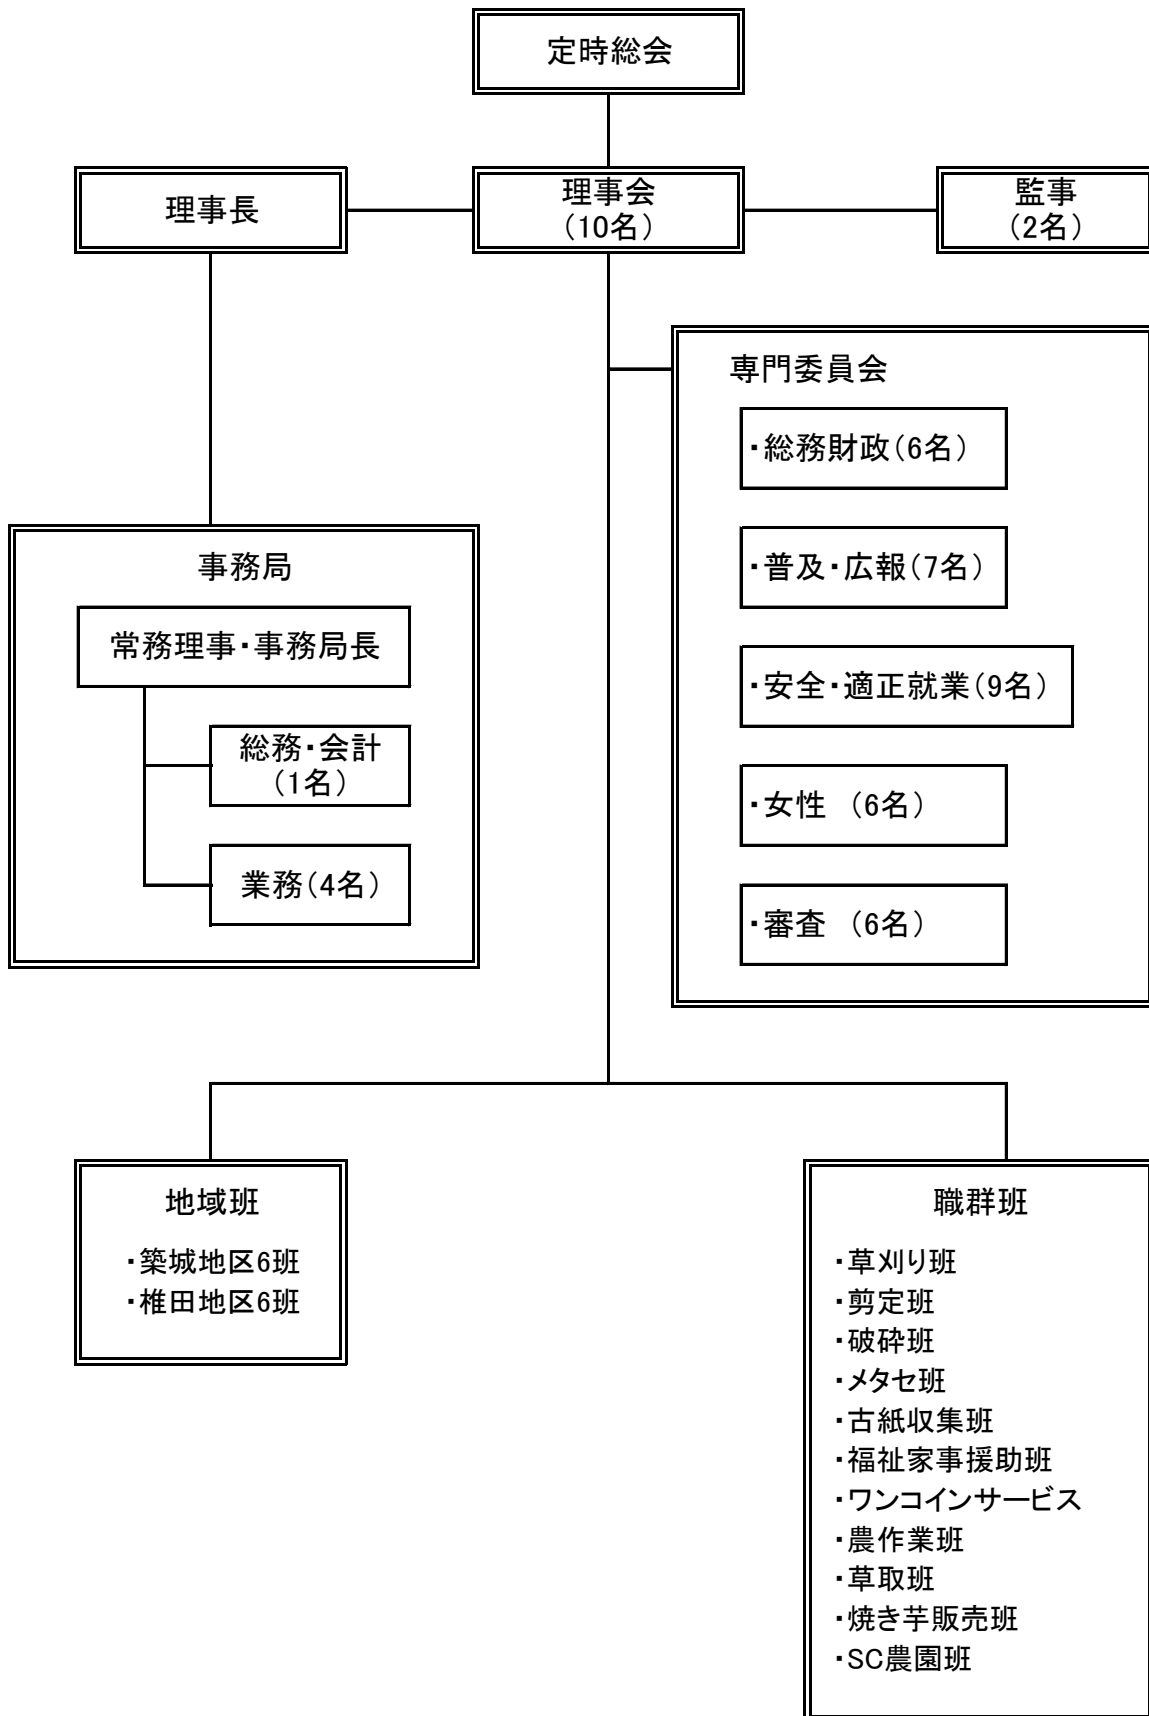 定時総会
理事長
理事会
(10名)
監事
(2名)
専門委員会
・総務財政(6名)
・普及・広報(7名)
・安全・適正就業(9名)
・女性 (6名)
・審査 (6名)
事務局
常務理事・事務局長
総務・会計
(1名)
業務(4名)
地域班
・築城地区6班
・椎田地区6班
職群班
・草刈り班
・剪定班
・破砕班
・メタセ班
・古紙収集班
・福祉家事援助班
・ワンコインサービス
・農作業班
・草取班
・焼き芋販売班
・SC農園班